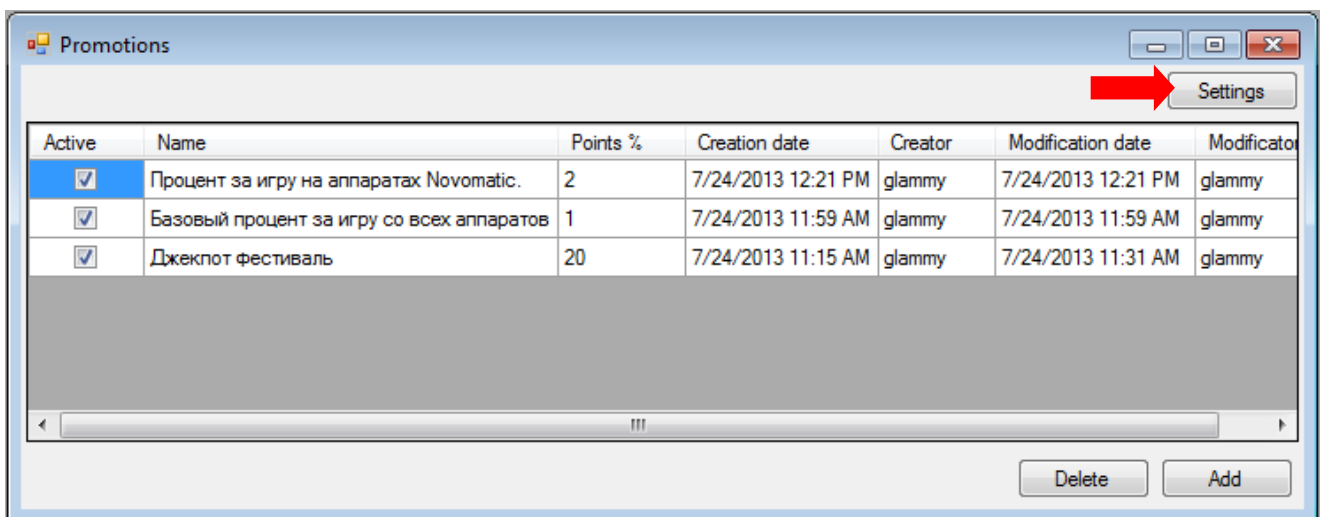 Promotions
Settings
Active Name Points % Creation date Creator Modification date Modificator
Процент за игру на аппаратах Novomatic. 2 7/24/2013 12:21 PM glammy 7/24/2013 12:21 PM glammy
Базовый процент за игру со всех аппаратов 1 7/24/2013 11:59 AM glammy 7/24/2013 11:59 AM glammy
Джекпот фестиваль 20 7/24/2013 11:15 AM glammy 7/24/2013 11:31 AM glammy
Delete Add